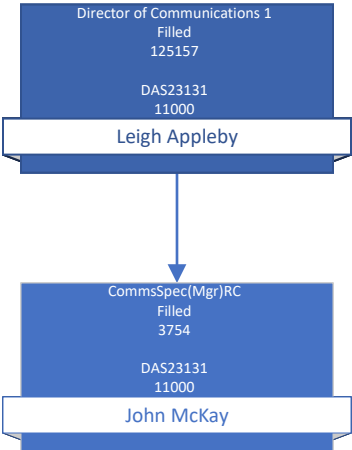 Director of Communications 1
Filled
125157
DAS23131
11000
Leigh Appleby
CommsSpec(Mgr)RC
Filled
3754
DAS23131
11000
John McKay